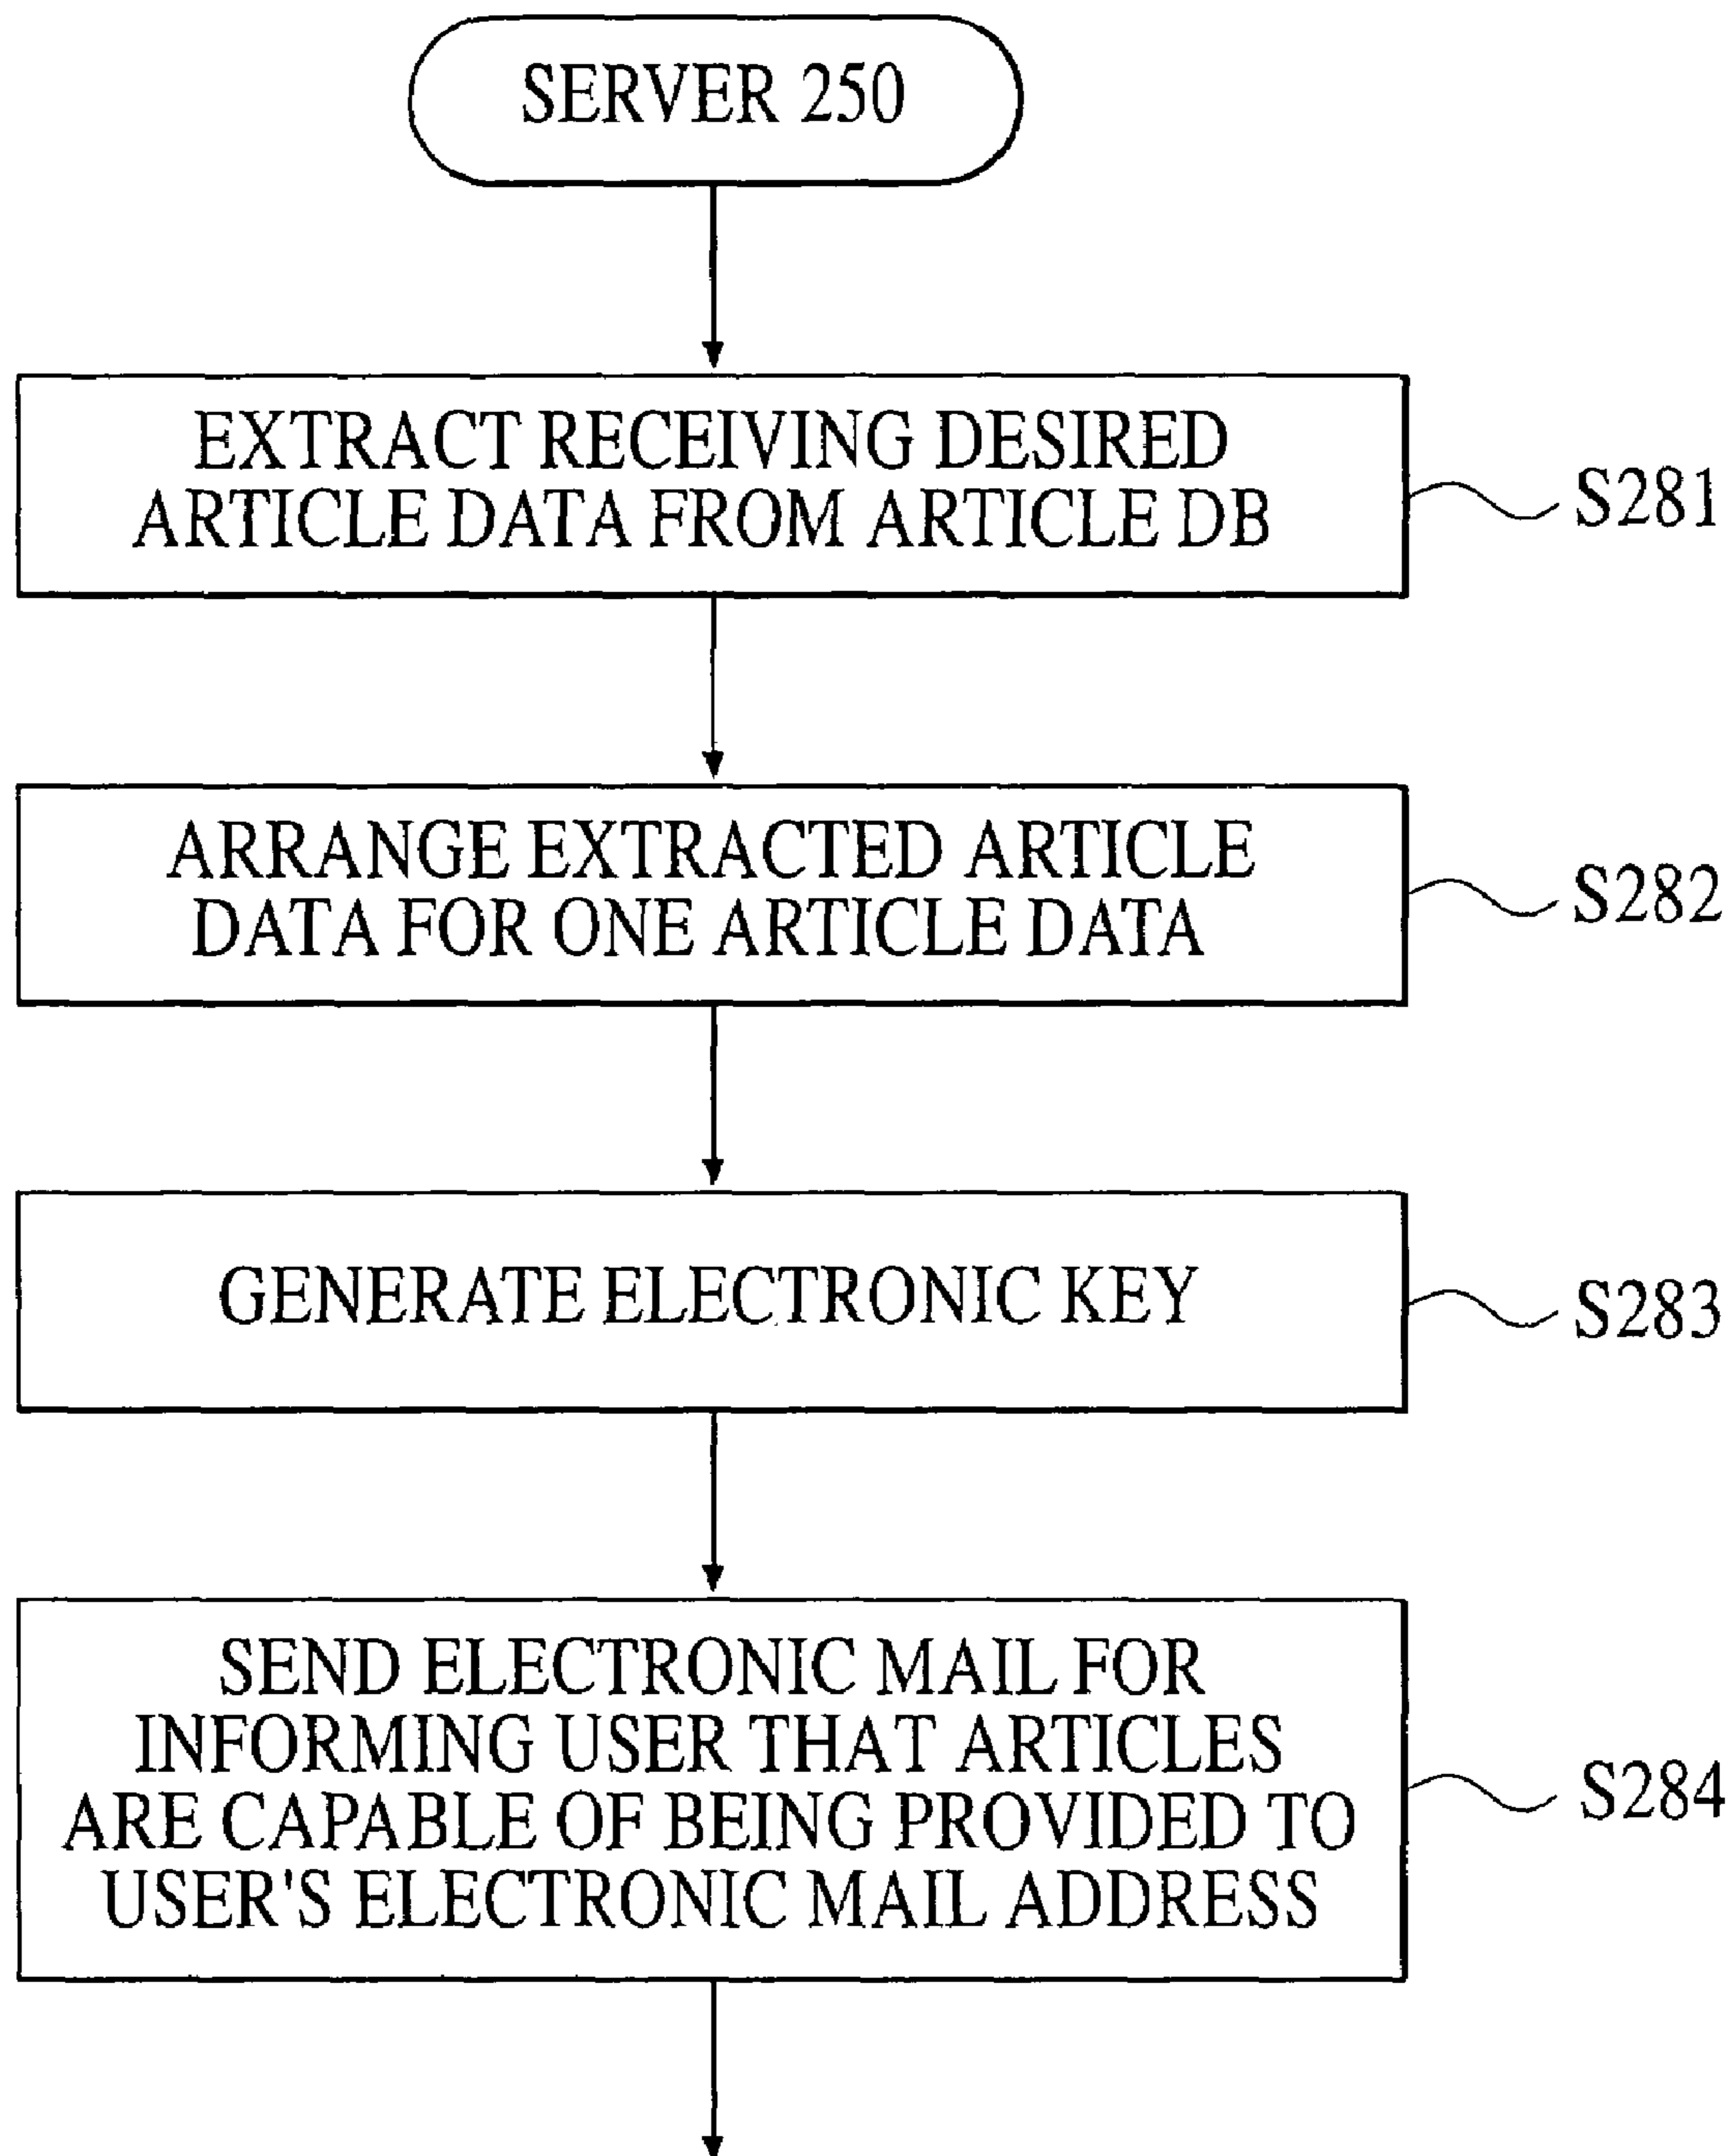 SERVER 250
EXTRACT RECEIVING DESIRED
ARTICLE DATA FROM ARTICLE DB
S281
ARRANGE EXTRACTED ARTICLE
DATA FOR ONE ARTICLE DATA
S282
GENERATE ELECTRONIC KEY
S283
SEND ELECTRONIC MAIL FOR
INFORMING USER THAT ARTICLES
ARE CAPABLE OF BEING PROVIDED TO
USER'S ELECTRONIC MAIL ADDRESS
S284